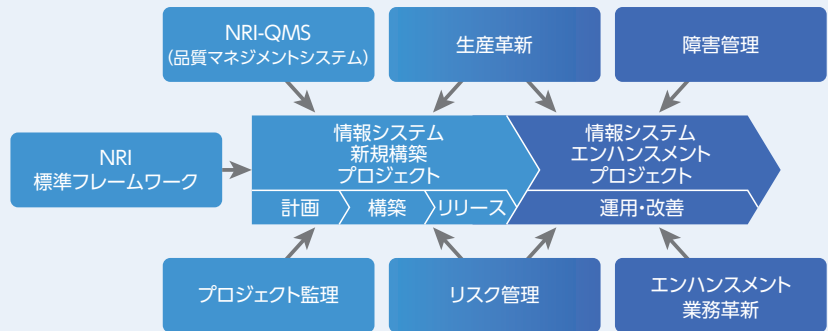 NRI-QMS
(品質マネジメントシステム)
生産革新
障害管理
NRI
標準フレームワーク
情報システム
新規構築
プロジェクト
情報システム
エンハンスメント
プロジェクト
計画
構築
リリース
運用・改善
プロジェクト監理
リスク管理
エンハンスメント
業務革新